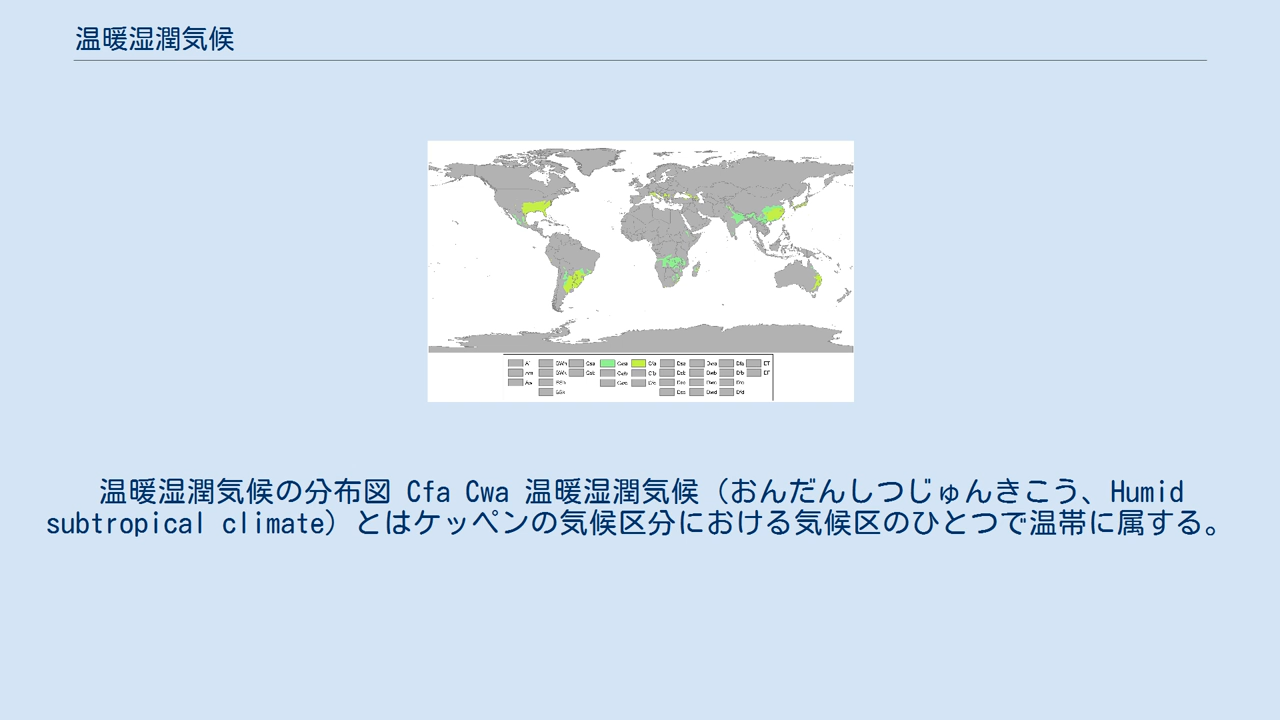 温暖湿潤気候
温暖湿潤気候の分布図 Cfa Cwa 温暖湿潤気候（おんだんしつじゅんきこう、Humid
subtropical climate）とはケッペンの気候区分における気候区のひとつで温帯に属する。